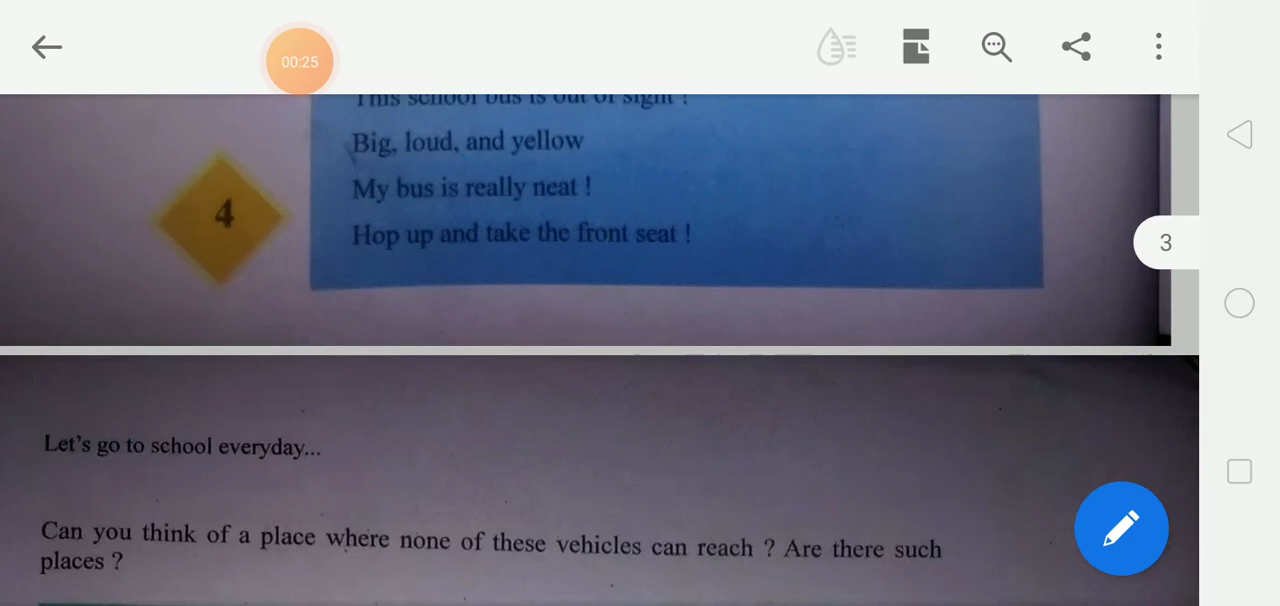 00:25
This school bus is out of sight !
Big, loud, and yellow
My bus is really neat !
4
Hop up and take the front seat !
3
Let's go to school everyday...
Can you think of a place where none of these vehicles can reach ? Are there such
places ?